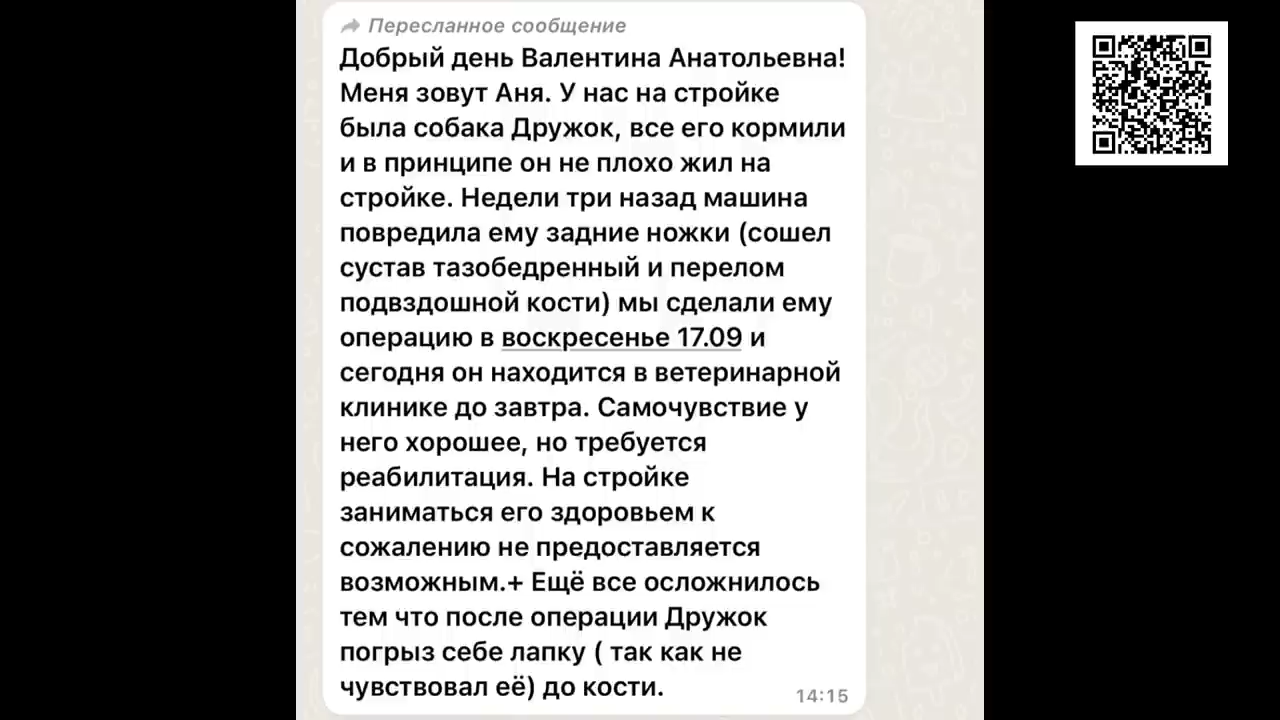 Пересланное сообщение
Добрый день Валентина Анатольевна!
Меня зовут Аня. У нас на стройке
была собака Дружок, все его кормили
и в принципе он не плохо жил на
стройке. Недели три назад машина
повредила ему задние ножки (сошел
сустав тазобедренный и перелом
подвздошной кости) мы сделали ему
операцию в воскресенье 17.09 и
сегодня он находится в ветеринарной
клинике до завтра. Самочувствие у
него хорошее, но требуется
реабилитация. На стройке
заниматься его здоровьем к
сожалению не предоставляется
возможным.+ Ещё все осложнилось
тем что после операции Дружок
погрыз себе лапку ( так как не
чувствовал её) до кости.
14:15